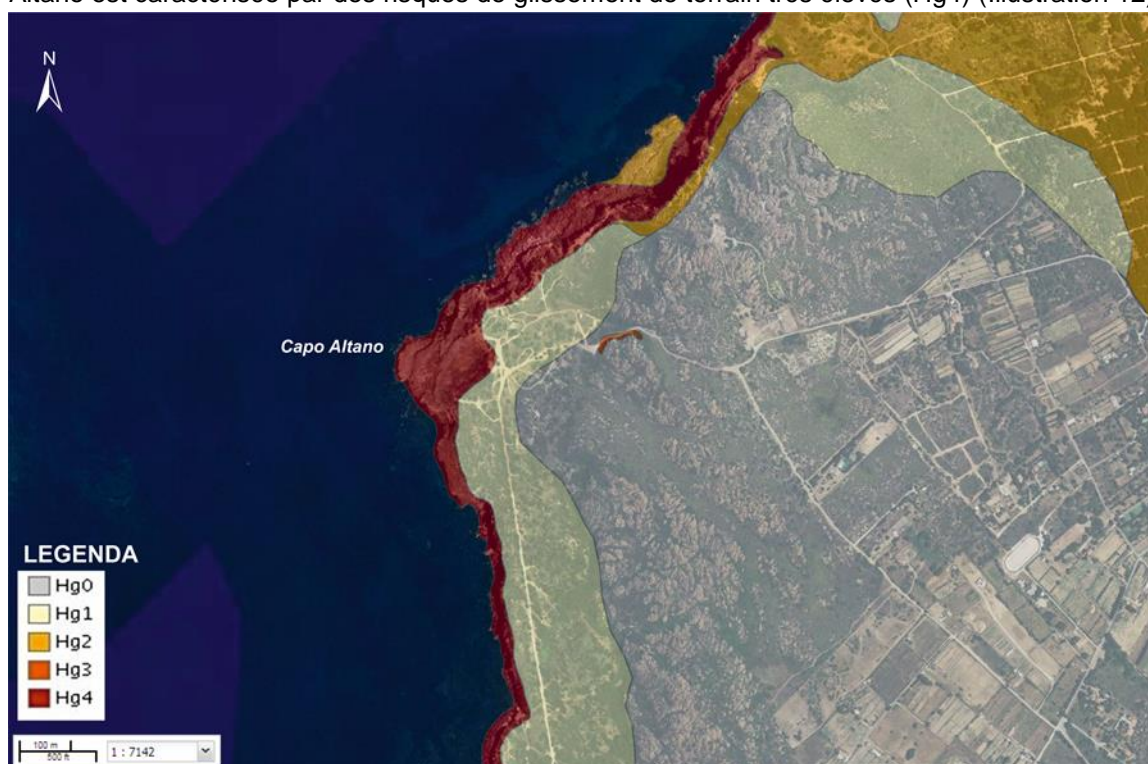 Altano est caractérisée par des risques de glissement de terrain très élevés (Hg4) (Illustration 12
N
Capo Altano
LEGENDA
Hg0
Hg1
Hg2
Hg3
Hg4
100 m
500 ft
1 : 7142